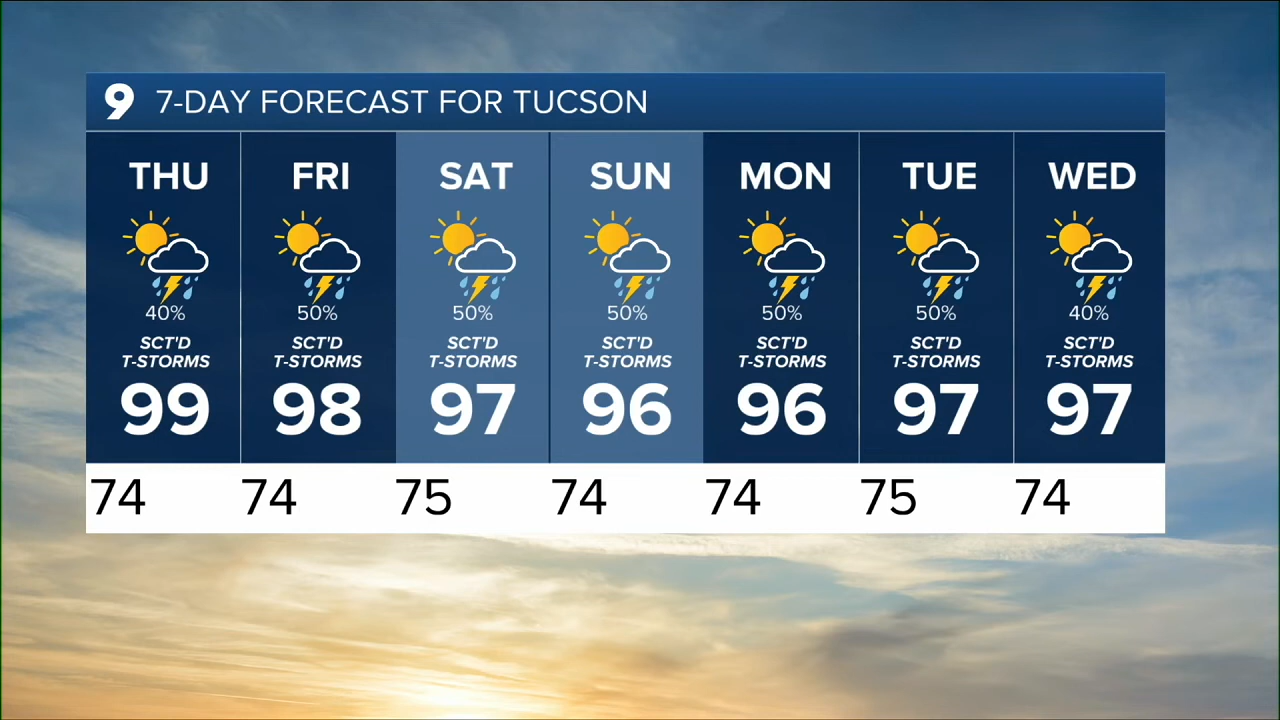 9 7-DAY FORECAST FOR TUCSON
THU FRI SAT SUN MON TUE WED
40% 50% 50% 50% 50% 50% 40%
SCT'D SCT'D SCT'D SCT'D SCT'D SCT'D SCT'D
T-STORMS T-STORMS T-STORMS T-STORMS T-STORMS T-STORMS T-STORMS
99 98 97 96 96 97 97
74 74 75 74 74 75 74